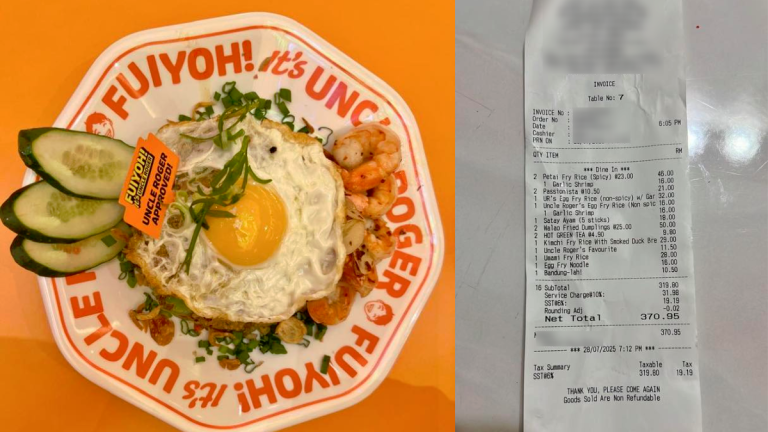 FUIYOH! It's UNCLE ROGER
FUIYOH! It's UNCLE
FUIYOH!
IT'S UNCLE ROGER
UNCLE ROGER
APPROVED!
INVOICE
Table No: 7
INVOICE No :
Order No :
Date :
Cashier :
6:05 PM
PRN ON :
QTY ITEM RM
*** Dine In ***
2 Petai Fry Rice (Spicy) @23.00 46.00
1 Garlic Shrimp 16.00
2 Passionista @10.50 21.00
1 UR's Egg Fry Rice (non-spicy) w/ Gar 32.00
1 Uncle Roger's Egg Fry Rice (Non spic 16.00
1 Garlic Shrimp 16.00
1 Satay Ayam (5 sticks) 18.00
2 Dumplings @25.00 50.00
2 HOT GREEN TEA @4.90 9.80
1 Kimchi Fry Rice With Smoked Duck Bre 29.00
1 Uncle Roger's Favourite 11.50
1 Umami Fry Rice 28.00
1 Egg Fry Noodle 16.00
1 Bandung-lah! 10.50
16 SubTotal 319.80
Service Charge@10%: 31.98
SST@6%: 19.19
Rounding Adj -0.02
Net Total 370.95
370.95
*** 28/07/2025 7:12 PM ***
Tax Summary Taxable Tax
SST@6% 319.80 19.19
THANK YOU, PLEASE COME AGAIN
Goods Sold Are Non Refundable